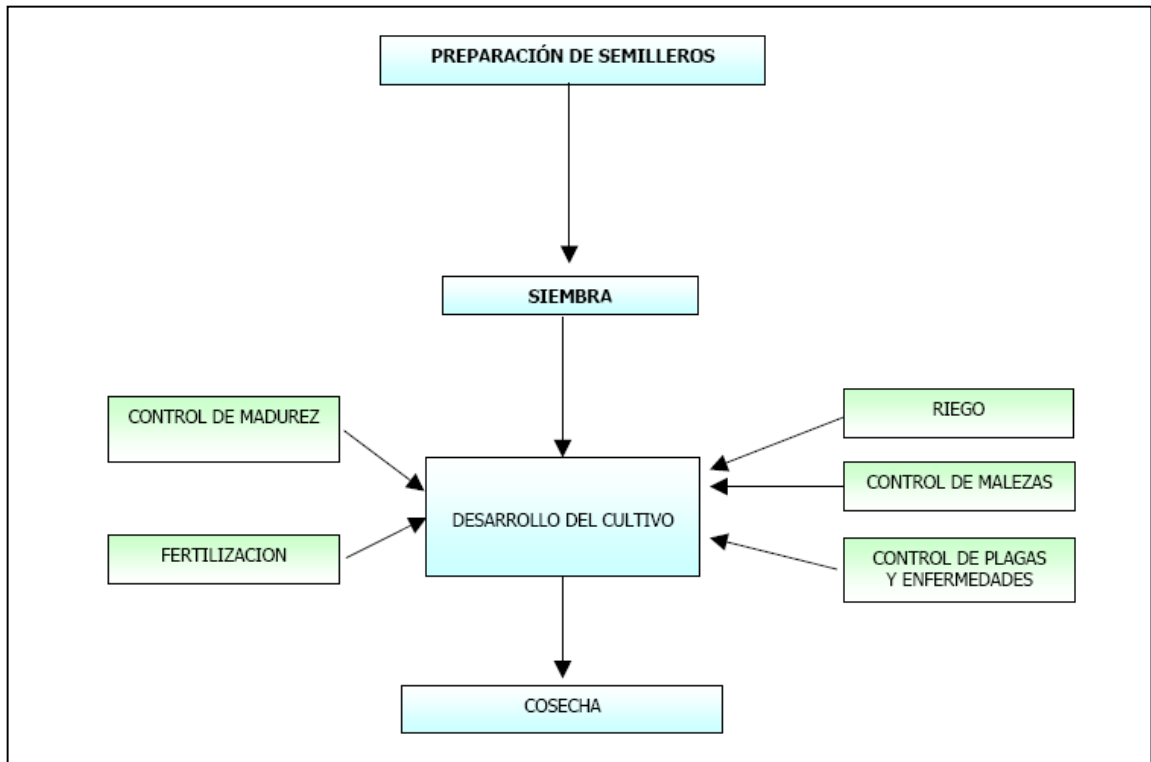 PREPARACIÓN DE SEMILLEROS
SIEMBRA
CONTROL DE MADUREZ
FERTILIZACION
DESARROLLO DEL CULTIVO
RIEGO
CONTROL DE MALEZAS
CONTROL DE PLAGAS
Y ENFERMEDADES
COSECHA